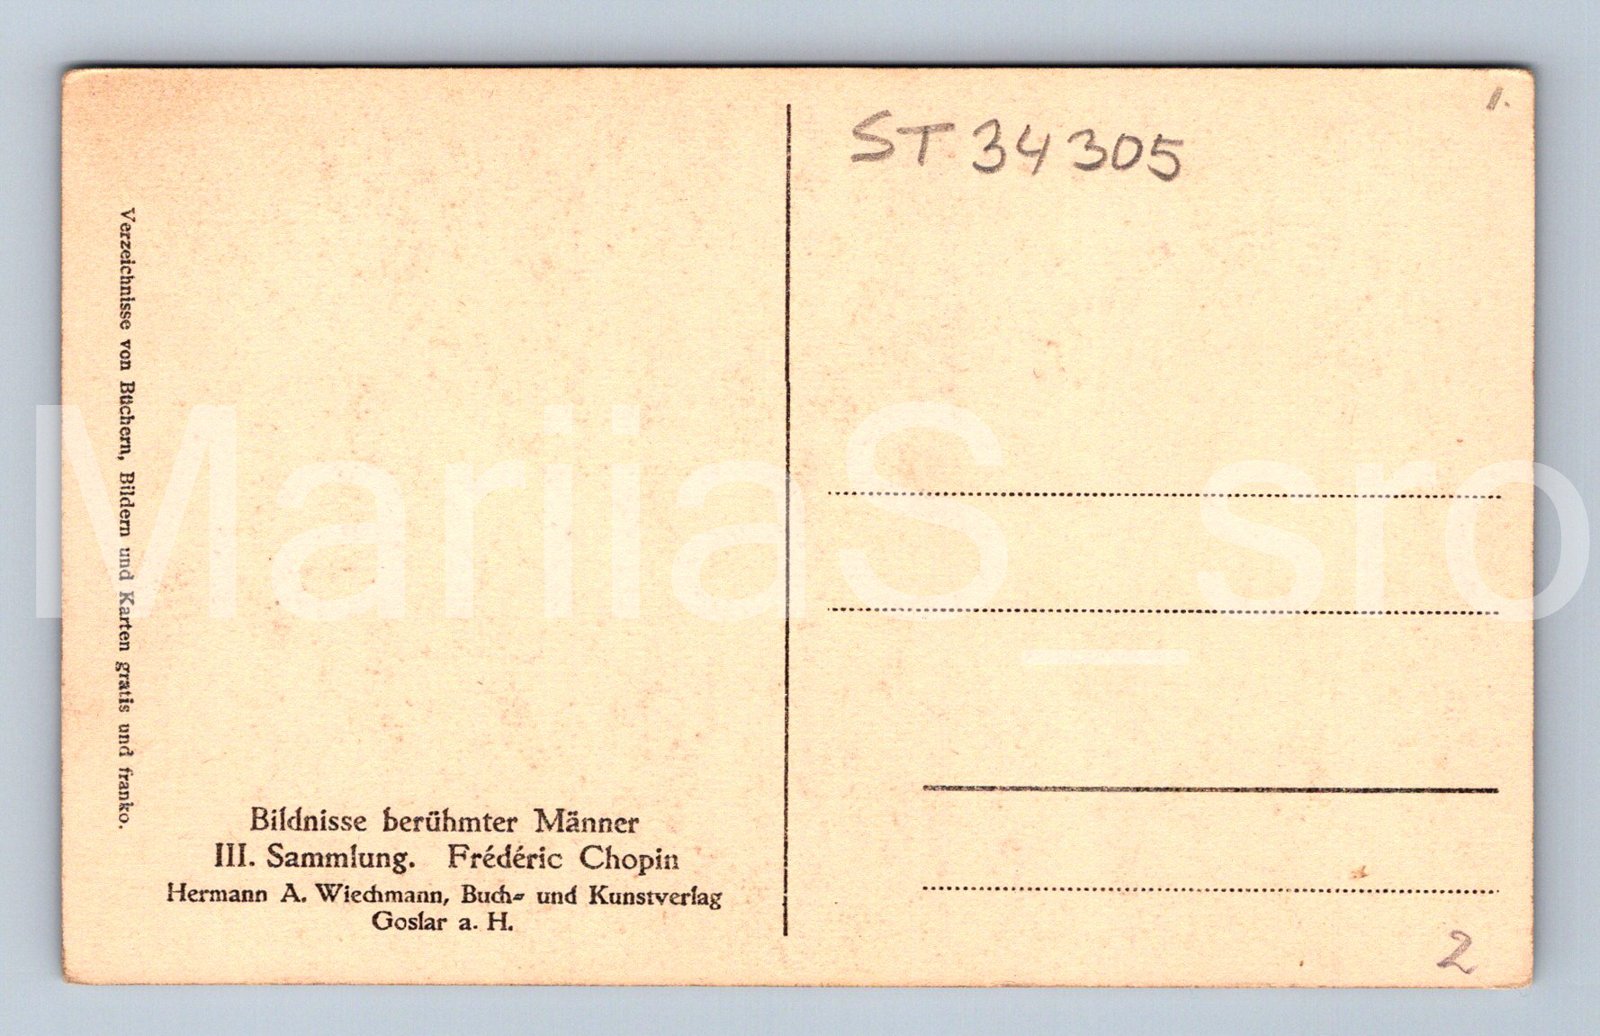 ST 34305
Verzeichnisse von Büchern, Bildern und Karten gratis und franko.
Bildnisse berühmter Männer
III. Sammlung. Frédéric Chopin
Hermann A. Wiechmann, Buch- und Kunstverlag
Goslar a. H.
2
MariiaS_sro